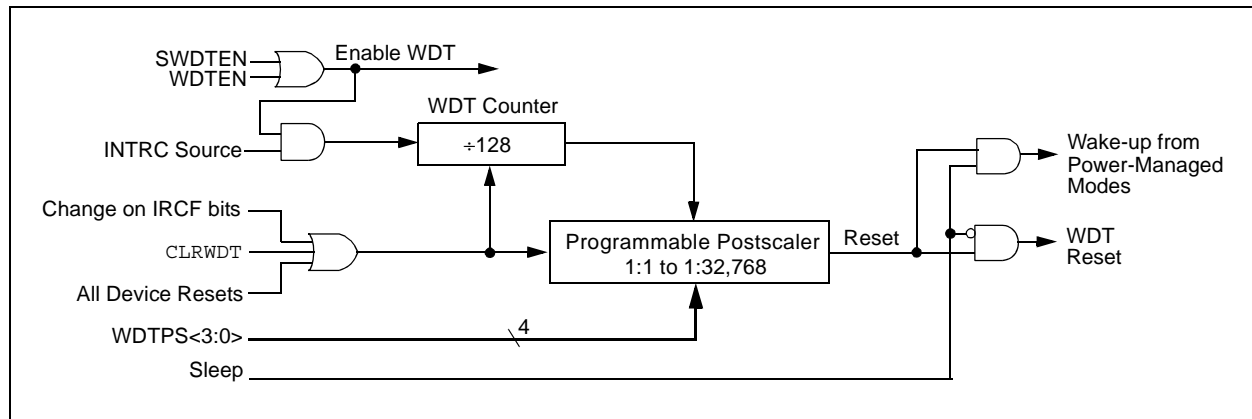 SWDTEN
WDTEN
Enable WDT
WDT Counter
÷128
INTRC Source
Wake-up from
Power-Managed
Modes
Change on IRCF bits
CLRWDT
All Device Resets
Programmable Postscaler
1:1 to 1:32,768
Reset
WDT
Reset
WDTPS<3:0>
4
Sleep